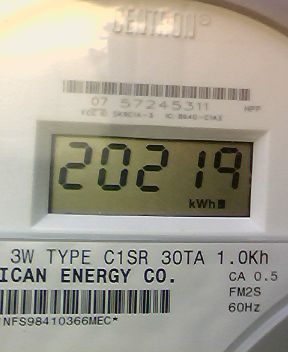 CENTRON®
07 57245311
20219
kWh
3W TYPE C1SR 30TA 1.0Kh
ICAN ENERGY CO.
CA 0.5
FM2S
60Hz
NFS98410366MEC*